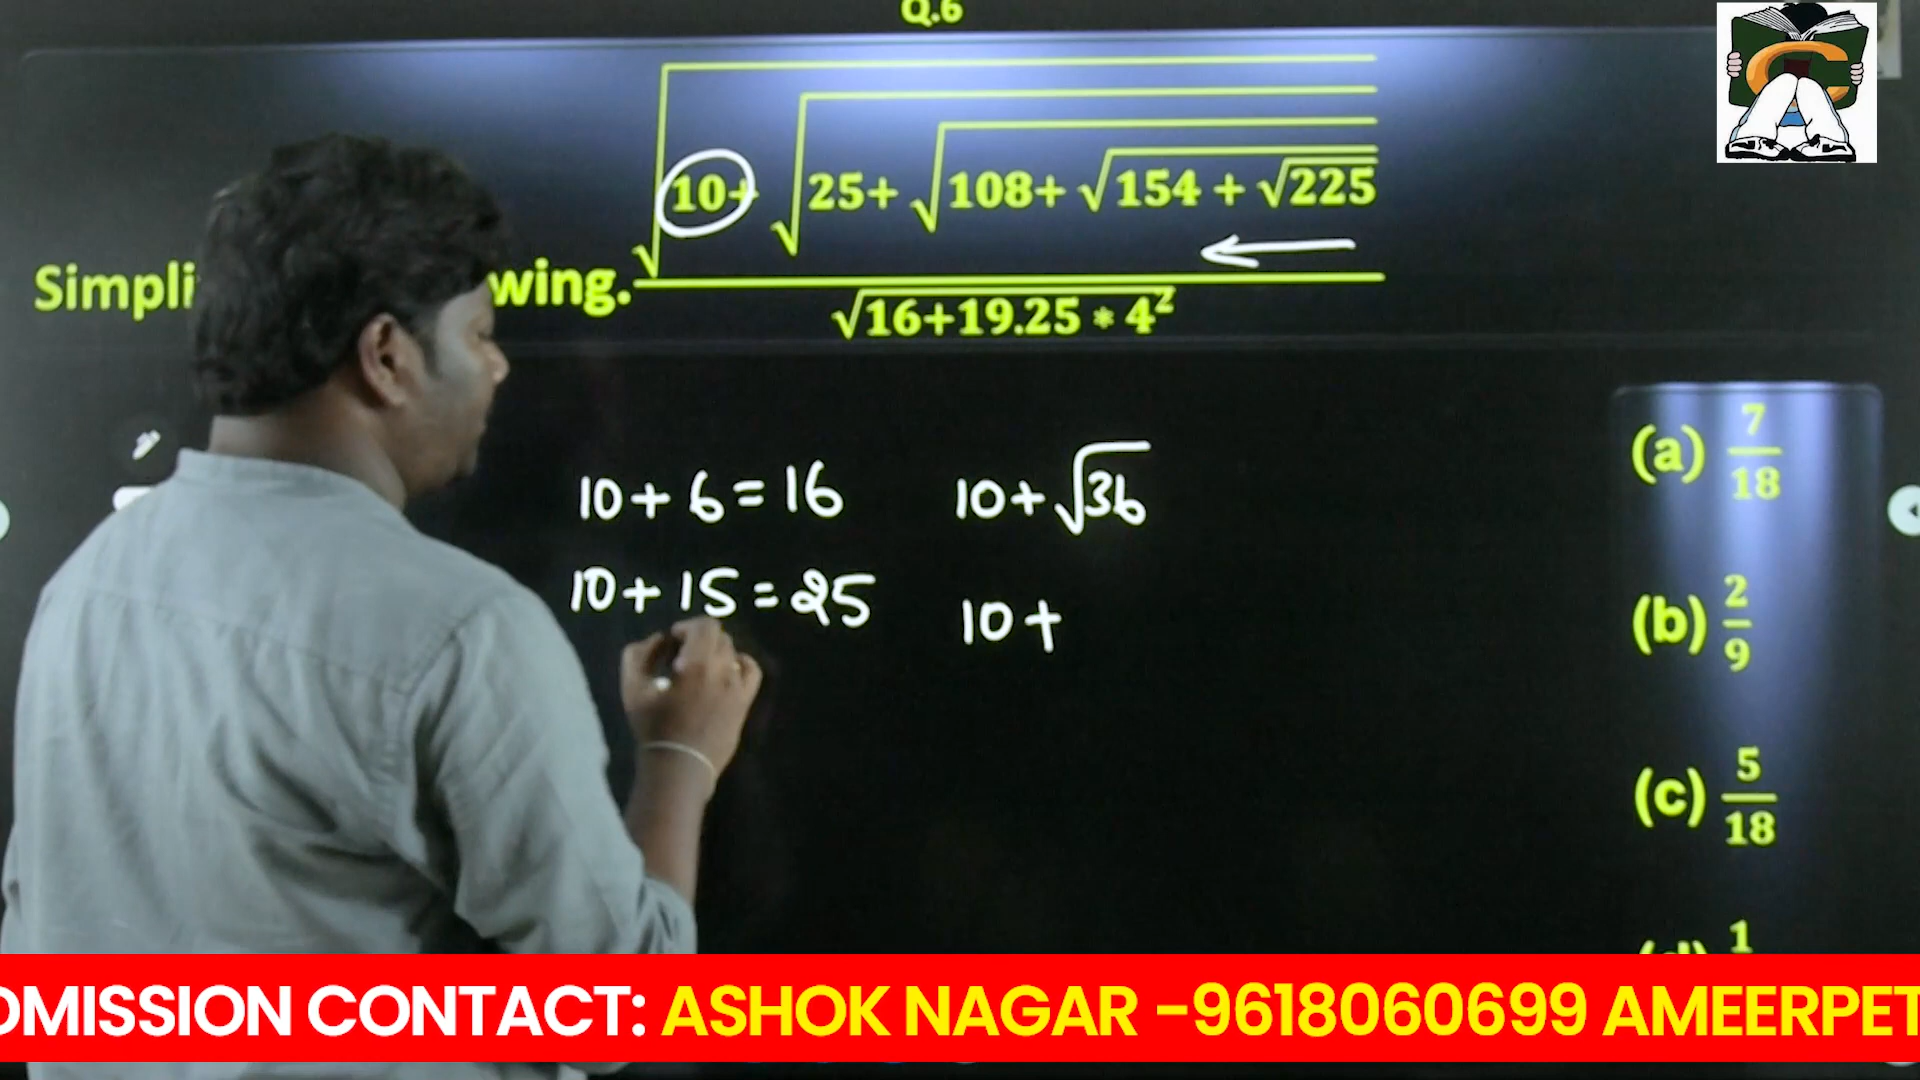 Q.6
Simpli wing. √10+ √25+ √108+ √154 + √225
√16+19.25 * 4²
10 + 6 = 16
10 + √36
10 + 15 = 25
10 +
(a) 7/18
(b) 2/9
(c) 5/18
(d) 1
DMISSION CONTACT: ASHOK NAGAR -9618060699 AMEERPET